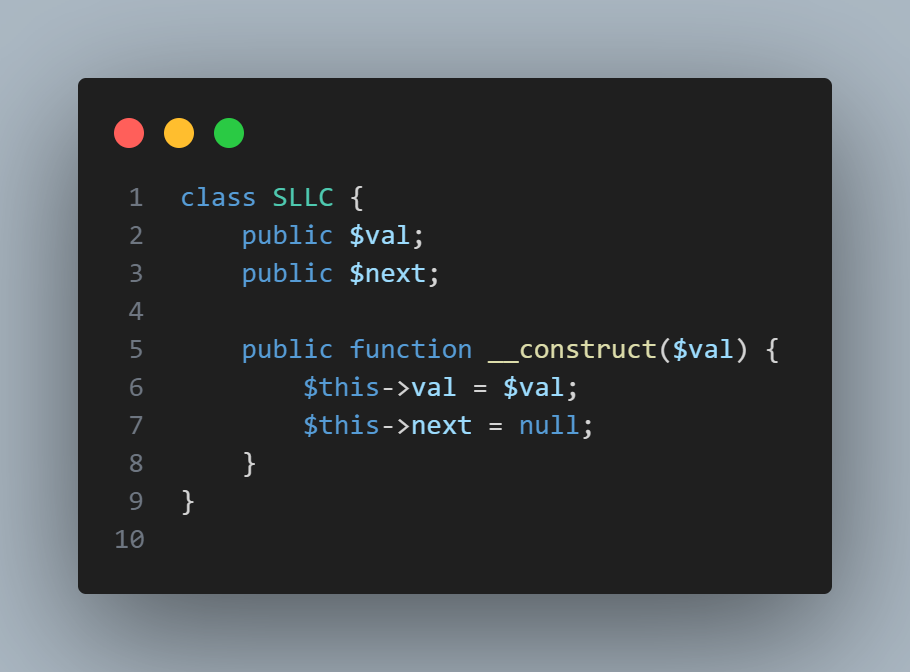 1 class SLLC {
2     public $val;
3     public $next;
4
5     public function __construct($val) {
6         $this->val = $val;
7         $this->next = null;
8     }
9 }
10